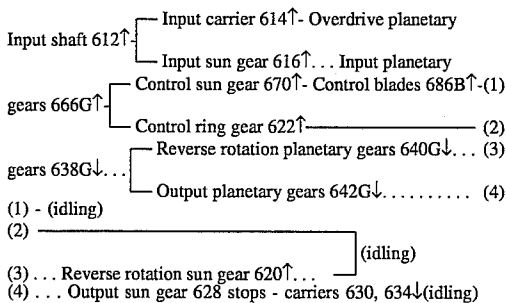 Input carrier 614↑- Overdrive planetary
Input shaft 612↑-
Input sun gear 616↑. . . Input planetary
Control sun gear 670↑- Control blades 686B↑-(1)
gears 666G↑
Control ring gear 622↑ (2)
Reverse rotation planetary gears 640G↓. . . (3)
gears 638G↓. . .
Output planetary gears 642G↓. . . . . . . . . . (4)
(1) - (idling)
(2)
(idling)
(3) . . . Reverse rotation sun gear 620↑. . .
(4) . . . Output sun gear 628 stops - carriers 630, 634↓(idling)